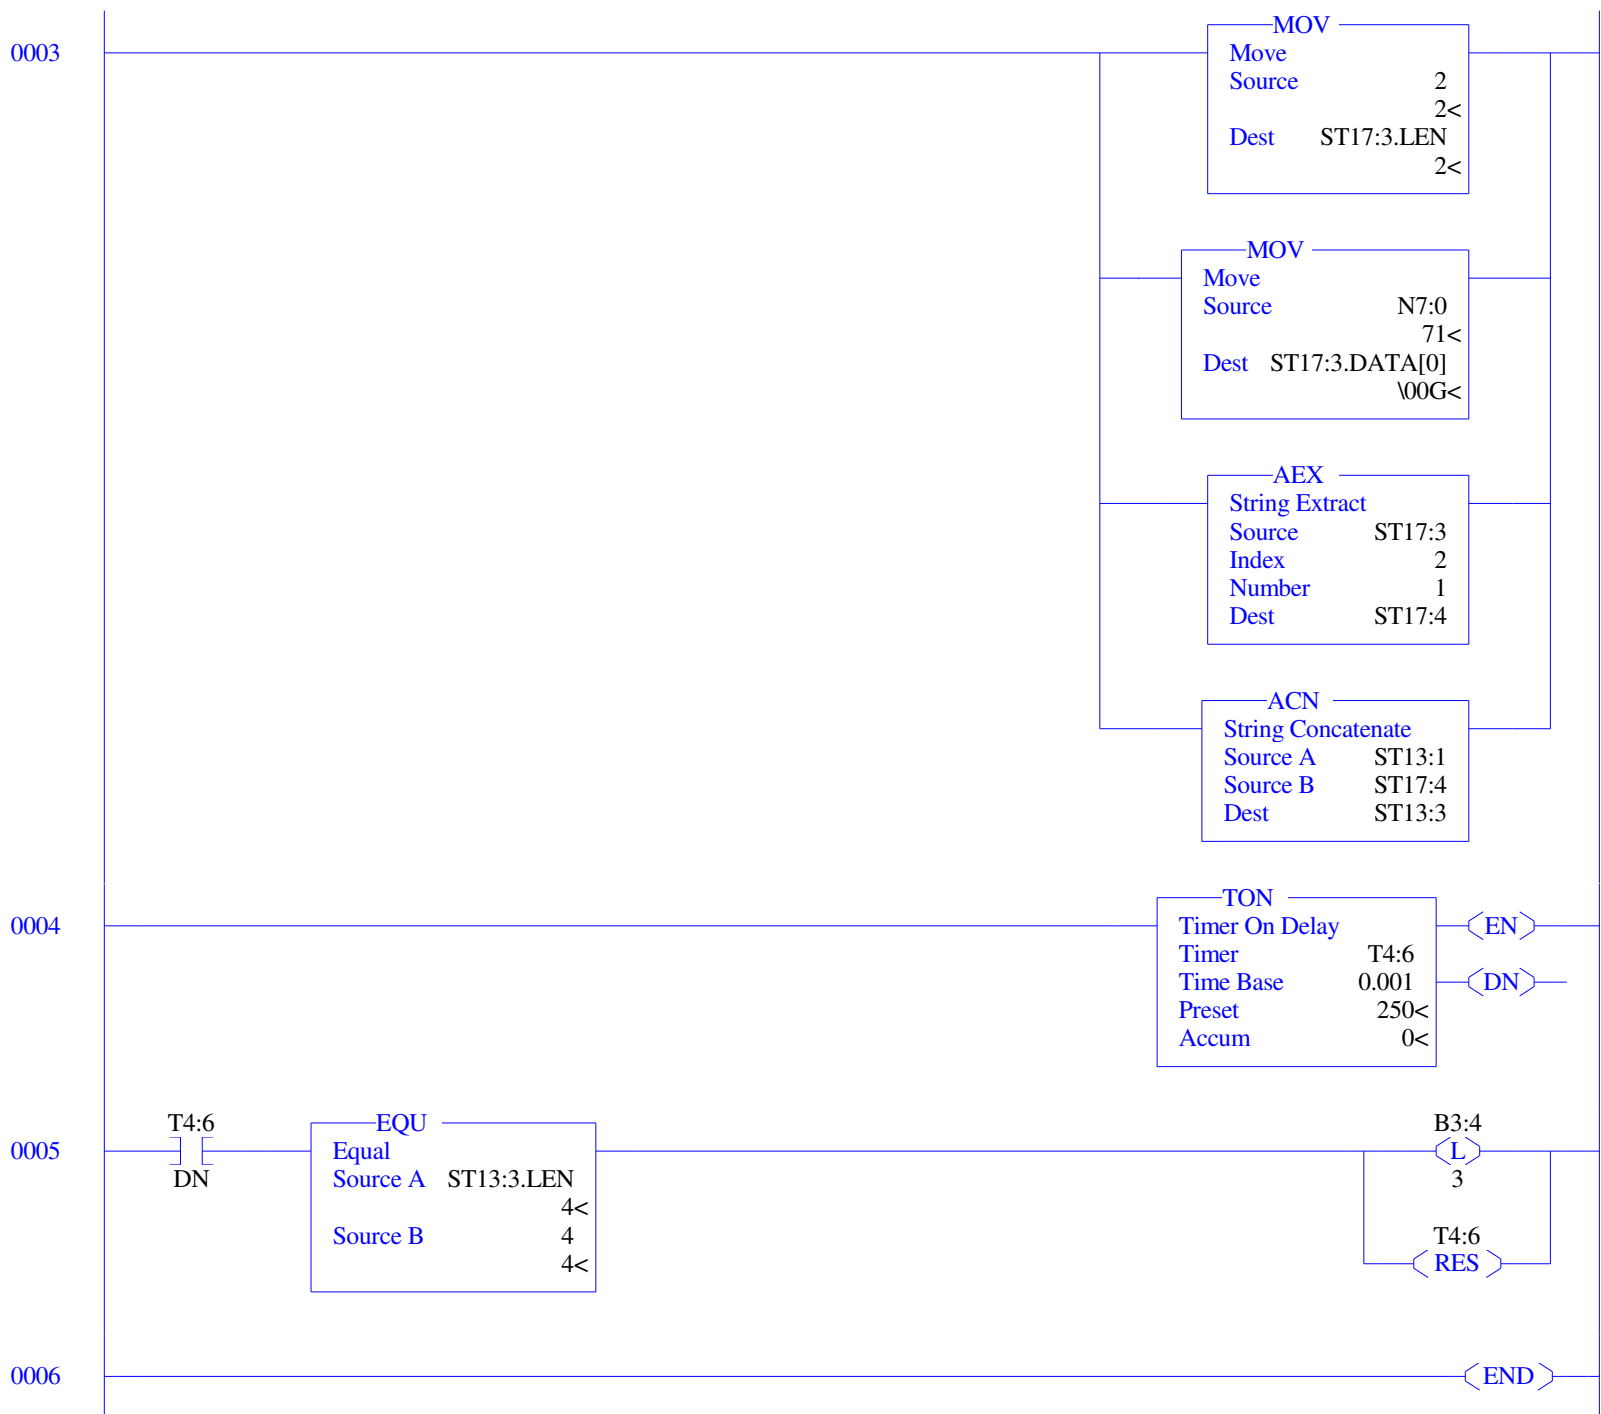 0003
MOV
Move
Source 2
2<
Dest ST17:3.LEN
2<
MOV
Move
Source N7:0
71<
Dest ST17:3.DATA[0]
\00G<
AEX
String Extract
Source ST17:3
Index 2
Number 1
Dest ST17:4
ACN
String Concatenate
Source A ST13:1
Source B ST17:4
Dest ST13:3
0004
TON
Timer On Delay
Timer T4:6
Time Base 0.001
Preset 250<
Accum 0<
EN
DN
0005
T4:6
DN
EQU
Equal
Source A ST13:3.LEN
4<
Source B 4
4<
B3:4
L
3
T4:6
RES
0006
END